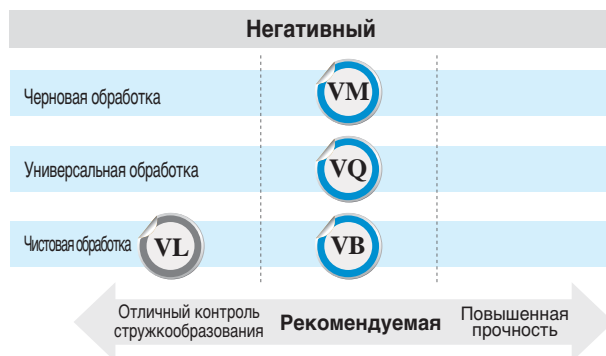 Негативный
Черновая обработка
VM
Универсальная обработка
VQ
Чистовая обработка
VL
VB
Отличный контроль
стружкообразования
Рекомендуемая
Повышенная
прочность